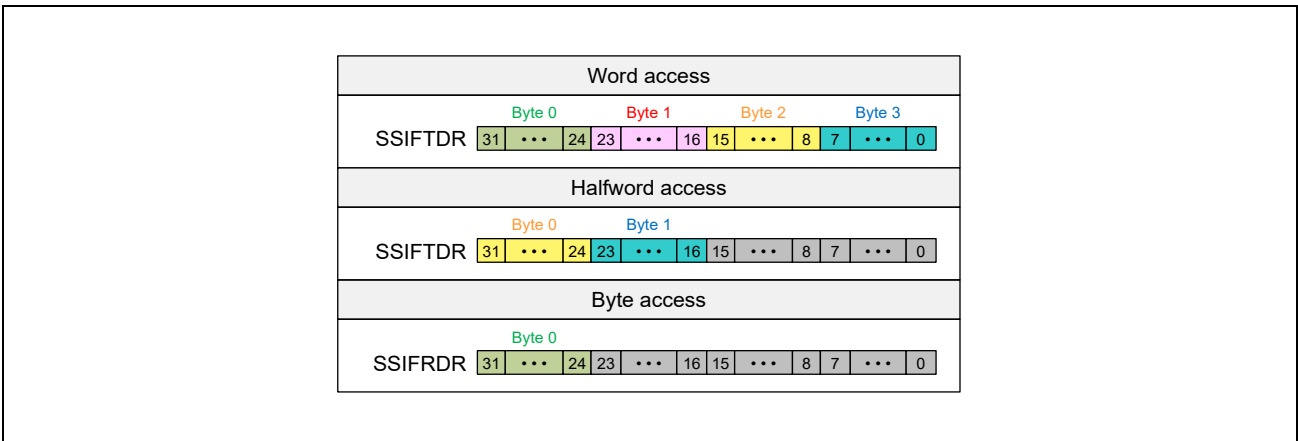 Word access
Byte 0 Byte 1 Byte 2 Byte 3
SSIFTDR 31 ••• 24 23 ••• 16 15 ••• 8 7 ••• 0
Halfword access
Byte 0 Byte 1
SSIFTDR 31 ••• 24 23 ••• 16 15 ••• 8 7 ••• 0
Byte access
Byte 0
SSIFRDR 31 ••• 24 23 ••• 16 15 ••• 8 7 ••• 0